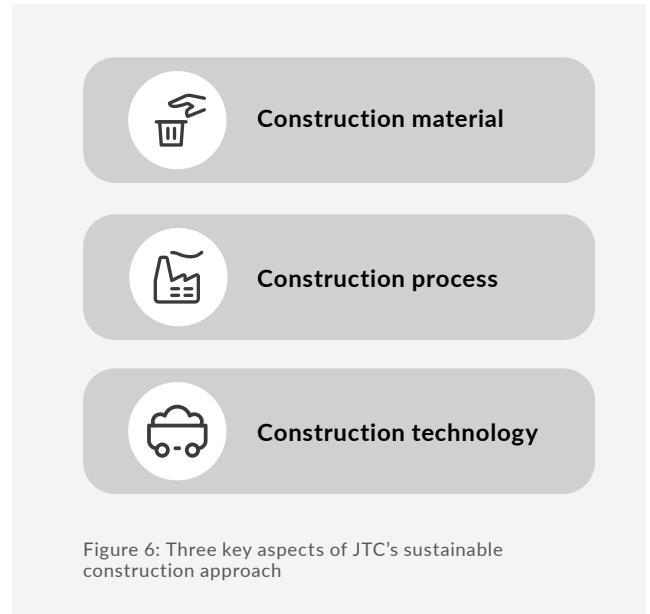 Construction material
Construction process
Construction technology
Figure 6: Three key aspects of JTC’s sustainable
construction approach